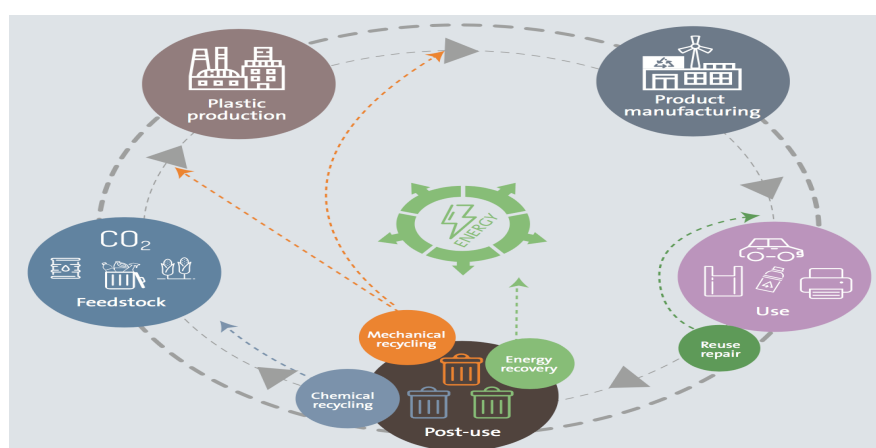 Plastic
production
Product
manufacturing
CO₂
Feedstock
ENERGY
Use
Mechanical
recycling
Energy
recovery
Reuse
repair
Chemical
recycling
Post-use